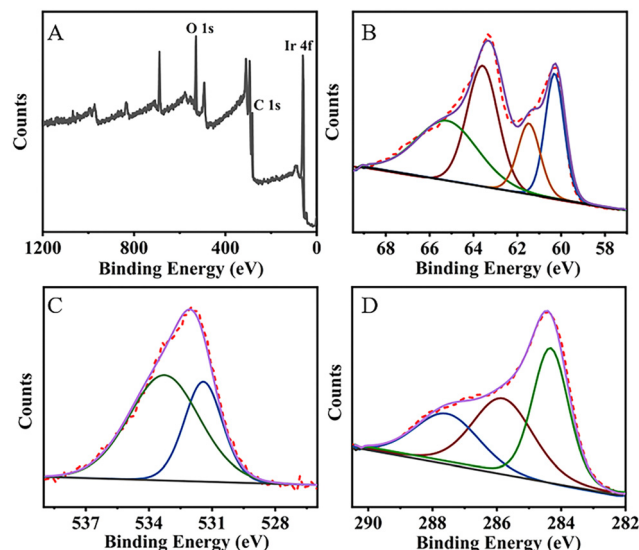 A
O 1s
Ir 4f
C 1s
Counts
1200 800 400 0
Binding Energy (eV)
B
Counts
68 66 64 62 60 58
Binding Energy (eV)
C
Counts
537 534 531 528
Binding Energy (eV)
D
Counts
290 288 286 284 282
Binding Energy (eV)